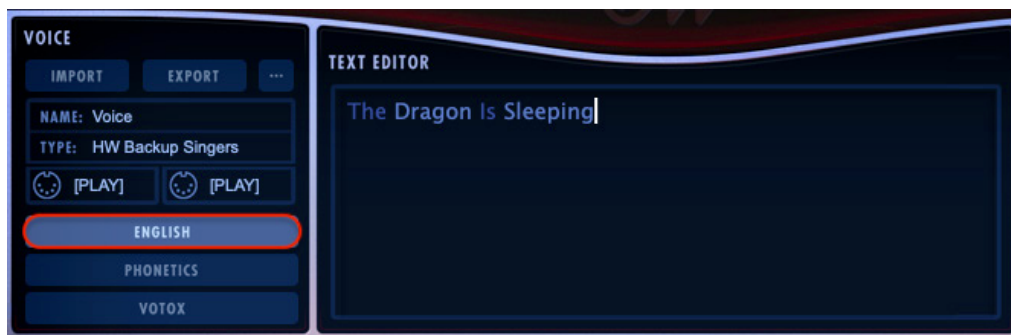 VOICE
IMPORT EXPORT ...
NAME: Voice
TYPE: HW Backup Singers
[PLAY] [PLAY]
ENGLISH
PHONETICS
VOTOX
TEXT EDITOR
The Dragon Is Sleeping